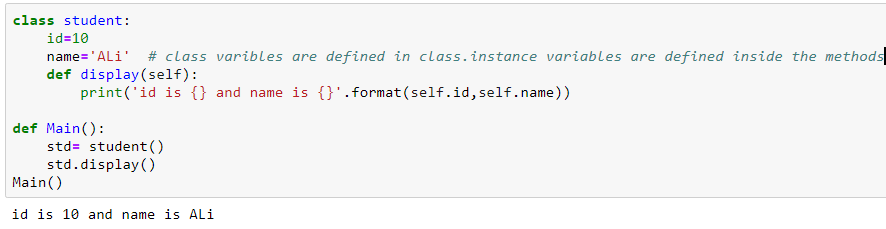 class student:
    id=10
    name='ALi'  # class varibles are defined in class.instance variables are defined inside the methods
    def display(self):
        print('id is {} and name is {}'.format(self.id,self.name))

def Main():
    std= student()
    std.display()
Main()
id is 10 and name is ALi